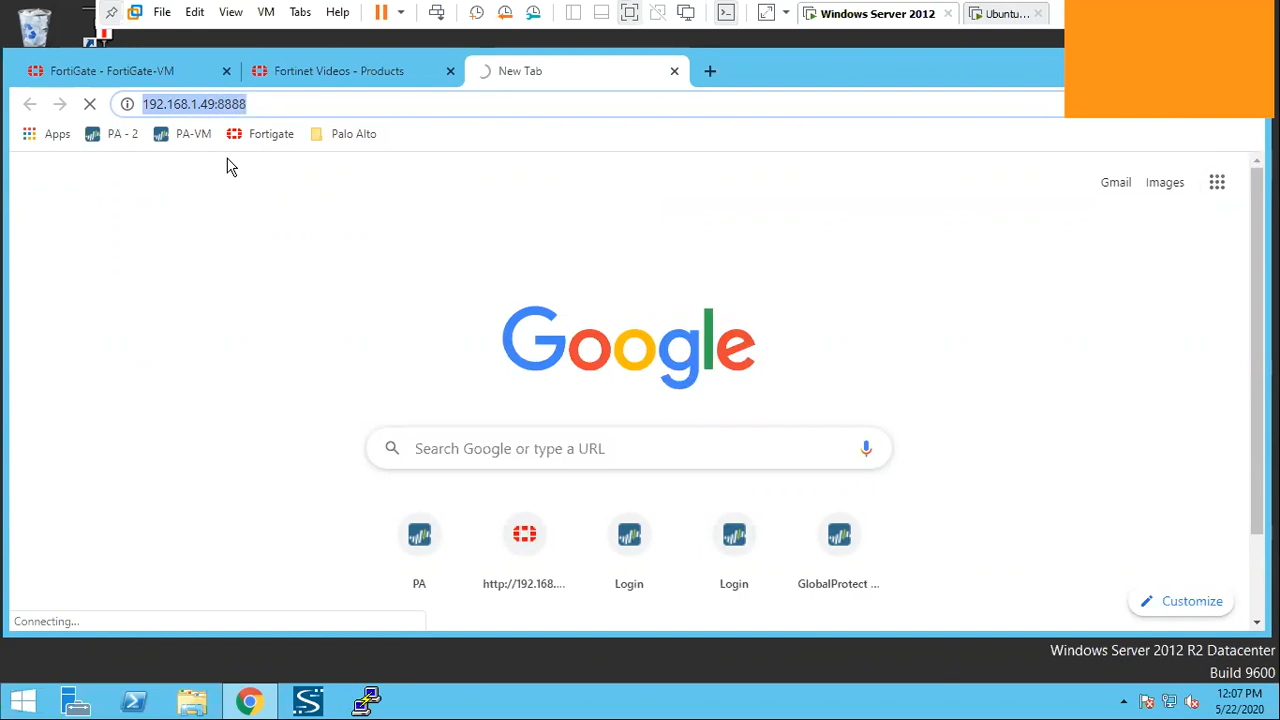 File Edit View VM Tabs Help Windows Server 2012 Ubuntu...
FortiGate - FortiGate-VM Fortinet Videos - Products New Tab
192.168.1.49:8888
Apps PA - 2 PA-VM Fortigate Palo Alto
Gmail Images
Google
Search Google or type a URL
PA http://192.168.... Login Login GlobalProtect ...
Customize
Connecting...
Windows Server 2012 R2 Datacenter
Build 9600
12:07 PM
5/22/2020